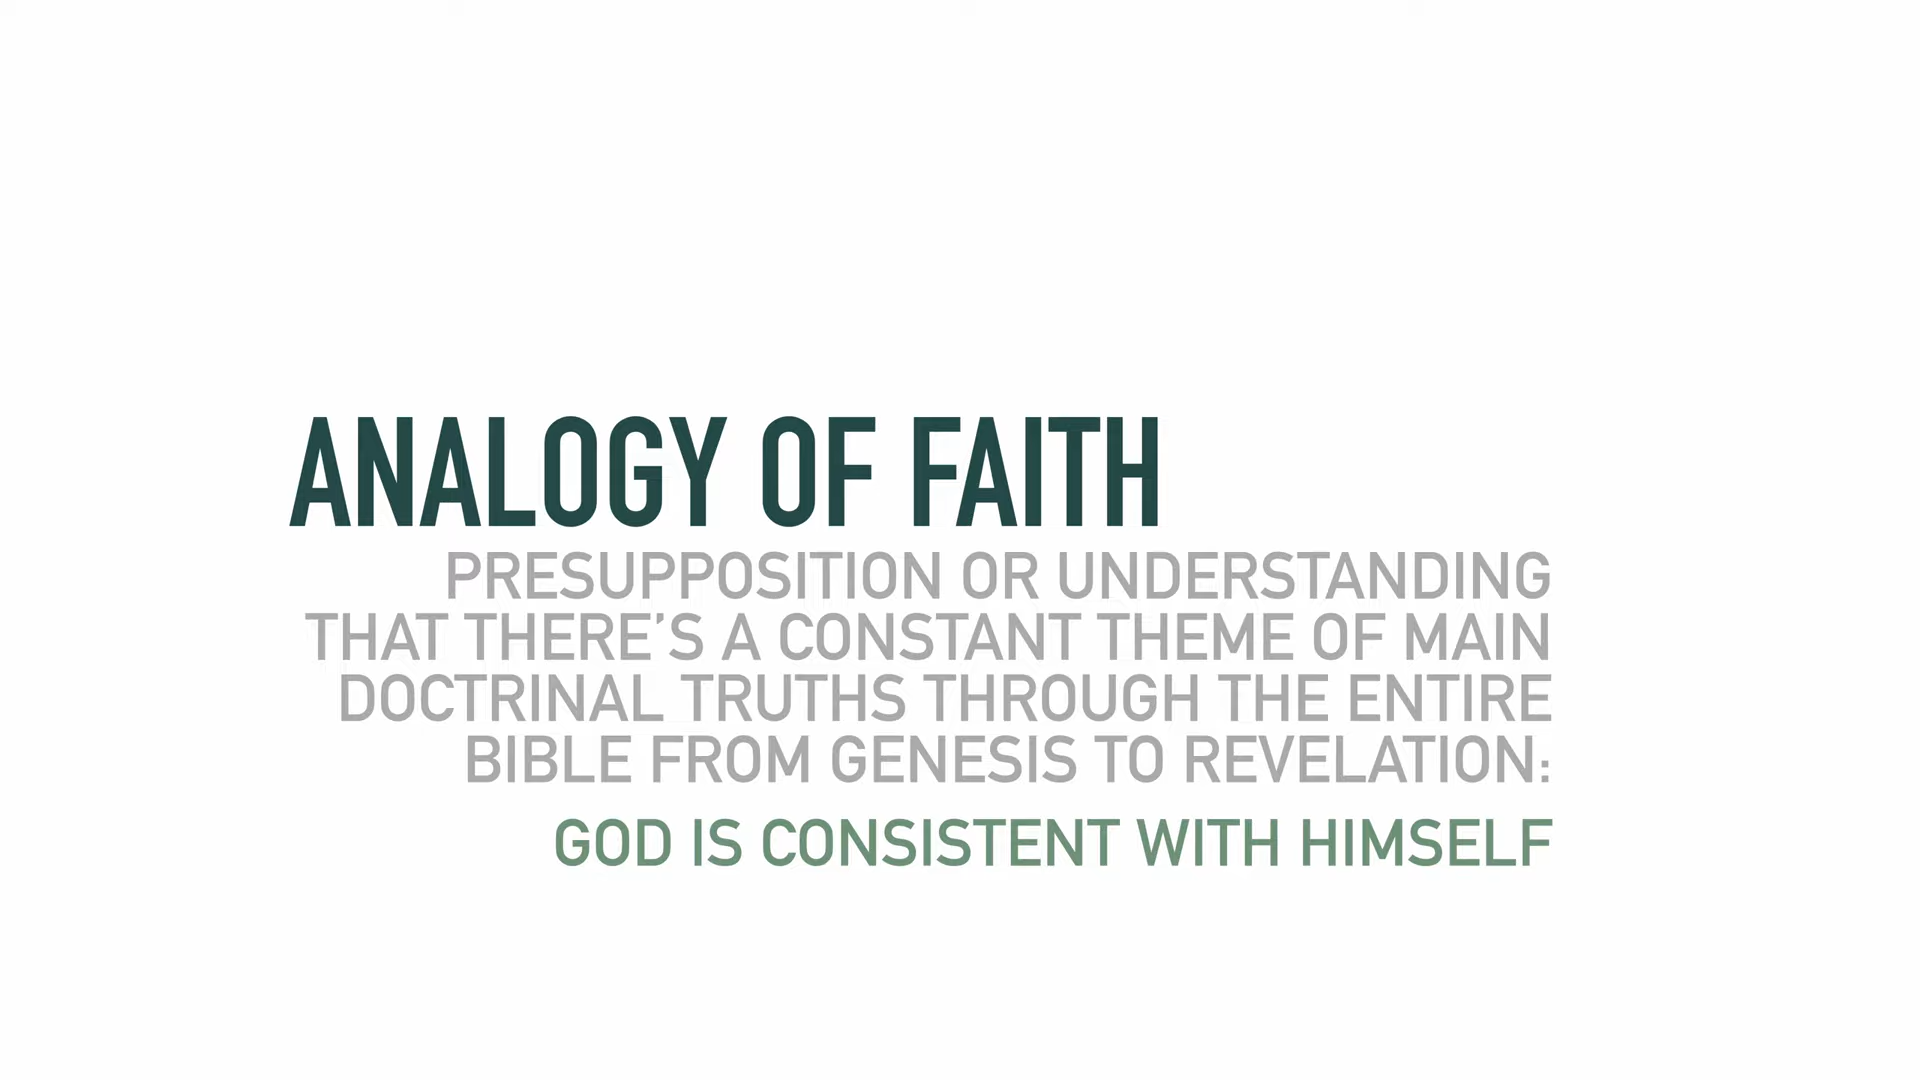 ANALOGY OF FAITH
PRESUPPOSITION OR UNDERSTANDING
THAT THERE’S A CONSTANT THEME OF MAIN
DOCTRINAL TRUTHS THROUGH THE ENTIRE
BIBLE FROM GENESIS TO REVELATION:
GOD IS CONSISTENT WITH HIMSELF